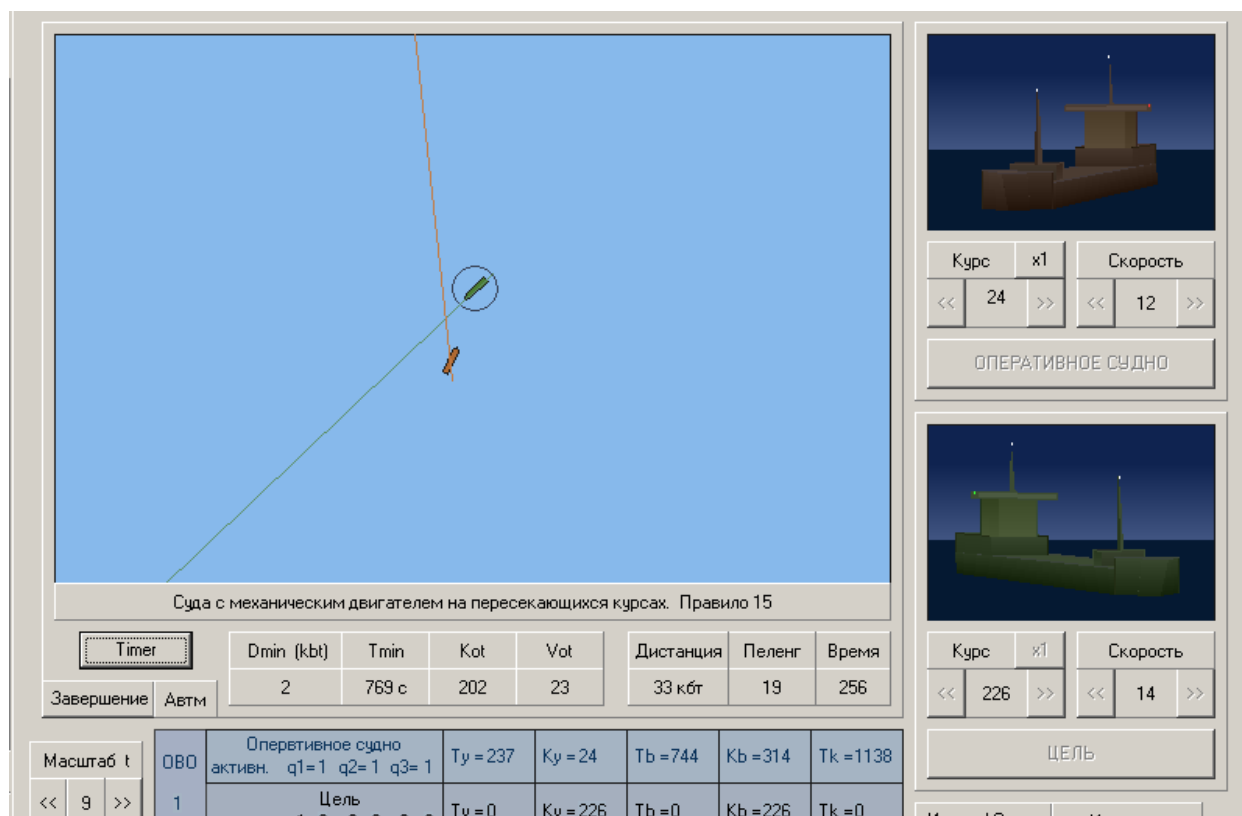 Курс x1 Скорость
<< 24 >> << 12 >>
ОПЕРАТИВНОЕ СУДНО
Суда с механическим двигателем на пересекающихся курсах. Правило 15
Timer
Завершение Автм
Dmin (kbt) Tmin Кот Vот
2 769 с 202 23
Дистанция Пеленг Время
33 кбт 19 256
Курс x1 Скорость
<< 226 >> << 14 >>
ЦЕЛЬ
Масштаб t
<< 9 >>
ОВО Опервтивное судно Ty = 237 Ky = 24 Tb =744 Kb = 314 Tk =1138
активн. q1= 1 q2= 1 q3= 1
1 Цель Ty = 0 Ky = 226 Tb = 0 Kb =226 Tk = 0